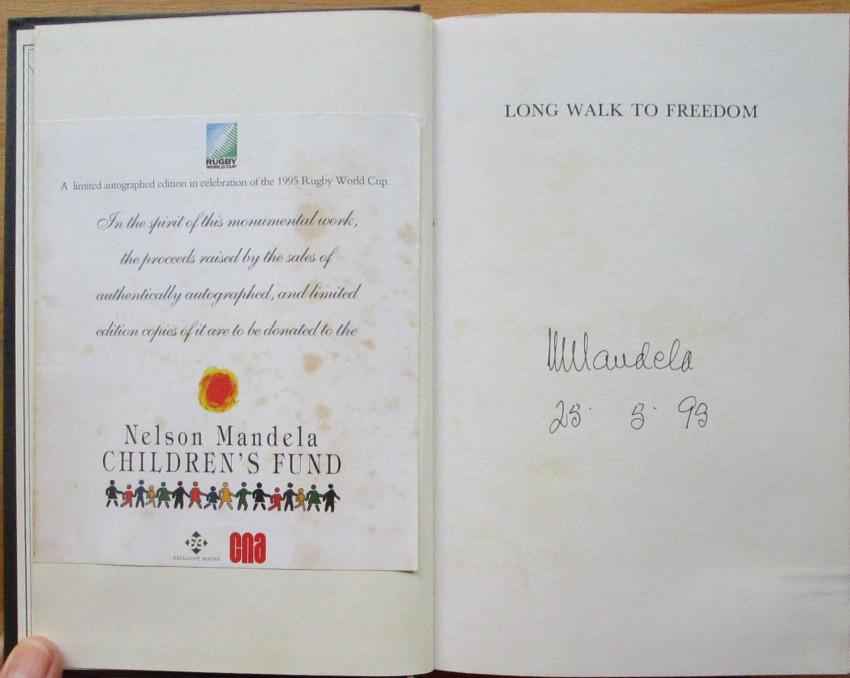 RUGBY
WORLD CUP
A limited autographed edition in celebration of the 1995 Rugby World Cup.
In the spirit of this monumental work,
the proceeds raised by the sales of
authentically autographed, and limited
edition copies of it are to be donated to the
Nelson Mandela
CHILDREN'S FUND
EXCLUSIVE BOOKS
cna
LONG WALK TO FREEDOM
NMandela
25· 5· 95